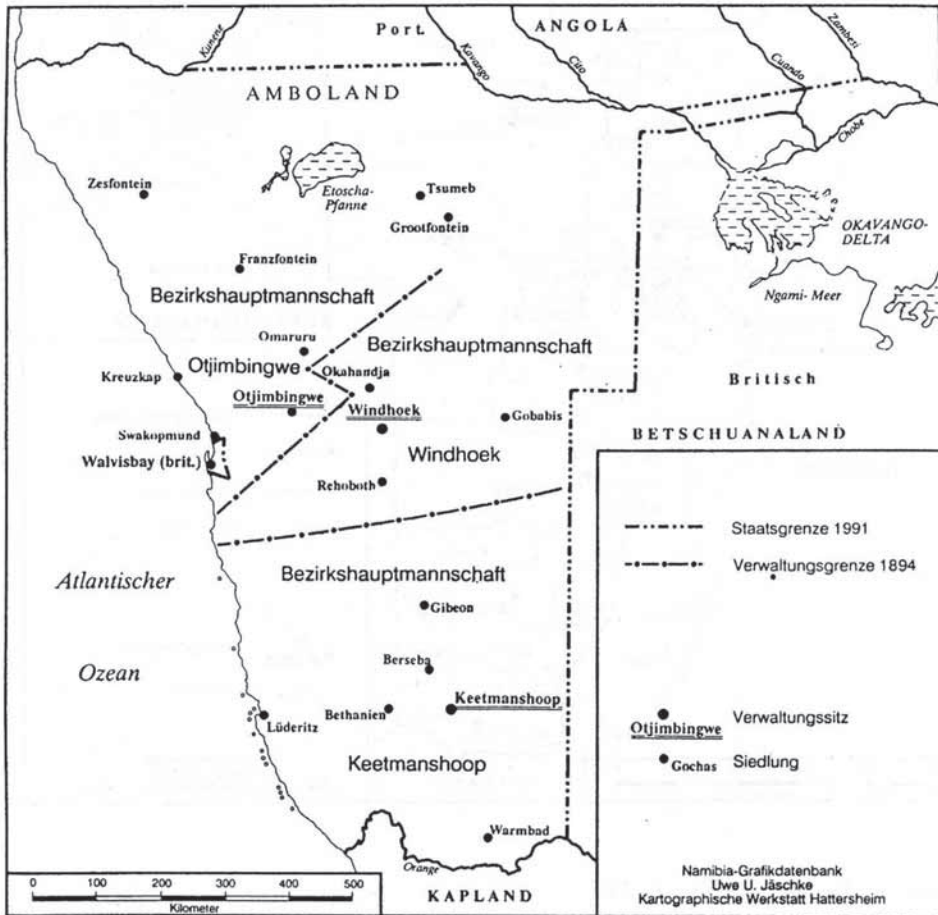 Kunene
Port.
ANGOLA
Kavango
Cuo
Cuando
Zambesi
Chobe
AMBOLAND
Etoscha-
Pfanne
Zesfontein
Tsumeb
Grootfontein
OKAVANGO-
DELTA
Ngami-Meer
Franzfontein
Bezirkshauptmannschaft
Omaruru
Otjimbingwe
Bezirkshauptmannschaft
Okahandja
Kreuzkap
Otjimbingwe
Windhoek
Gobabis
Britisch
BETSCHUANALAND
Swakopmund
Walvisbay (brit.)
Windhoek
Rehoboth
Staatsgrenze 1991
Verwaltungsgrenze 1894
Atlantischer
Ozean
Bezirkshauptmannschaft
Gibeon
Berseba
Keetmanshoop
Bethanien
Lüderitz
Keetmanshoop
Verwaltungssitz
Otjimbingwe
Gochas
Siedlung
Warmbad
Orange
KAPLAND
0 100 200 300 400 500
Kilometer
Namibia-Grafikdatenbank
Uwe U. Jäschke
Kartographische Werkstatt Hattersheim